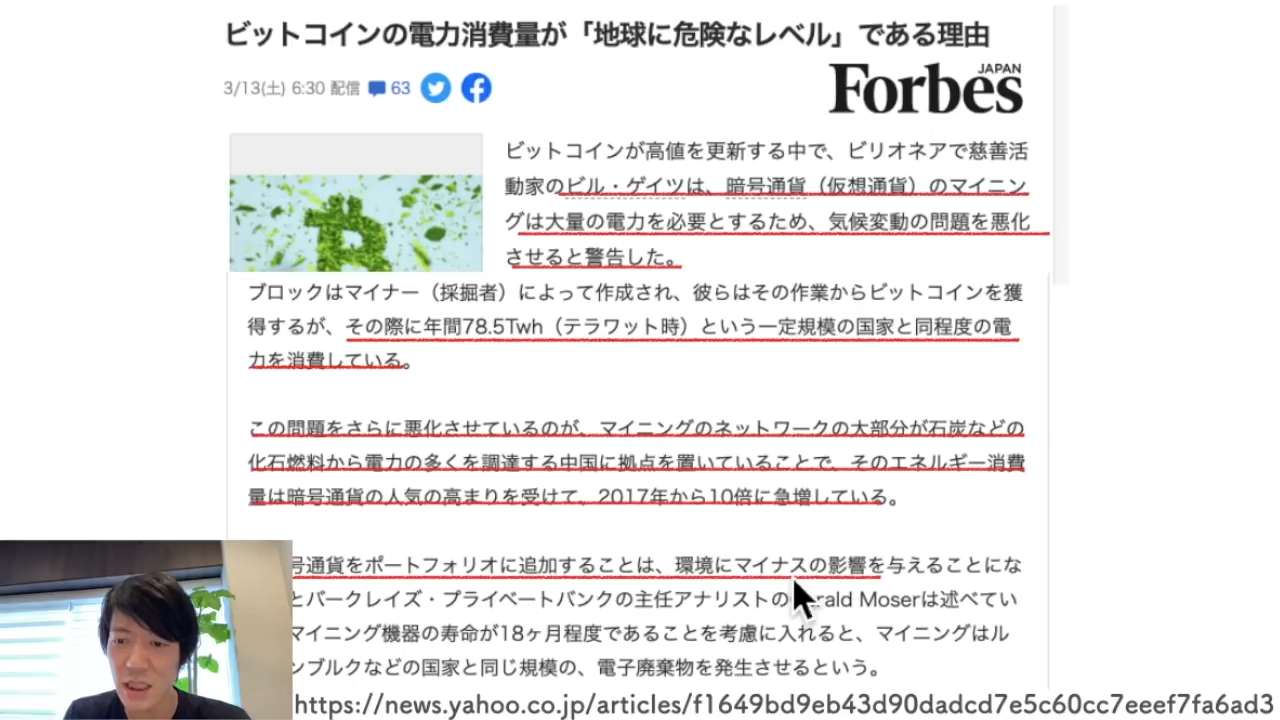 ビットコインの電力消費量が「地球に危険なレベル」である理由
3/13(土) 6:30 配信 63
JAPAN
Forbes
ビットコインが高値を更新する中で、ビリオネアで慈善活
動家のビル・ゲイツは、暗号通貨（仮想通貨）のマイニン
グは大量の電力を必要とするため、気候変動の問題を悪化
させると警告した。
ブロックはマイナー（採掘者）によって作成され、彼らはその作業からビットコインを獲
得するが、その際に年間78.5Twh（テラワット時）という一定規模の国家と同程度の電
力を消費している。
この問題をさらに悪化させているのが、マイニングのネットワークの大部分が石炭などの
化石燃料から電力の多くを調達する中国に拠点を置いていることで、そのエネルギー消費
量は暗号通貨の人気の高まりを受けて、2017年から10倍に急増している。
号通貨をポートフォリオに追加することは、環境にマイナスの影響を与えることにな
とバークレイズ・プライベートバンクの主任アナリストの rald Moserは述べてい
マイニング機器の寿命が18ヶ月程度であることを考慮に入れると、マイニングはル
ンブルクなどの国家と同じ規模の、電子廃棄物を発生させるという。
https://news.yahoo.co.jp/articles/f1649bd9eb43d90dadcd7e5c60cc7eeef7fa6ad3